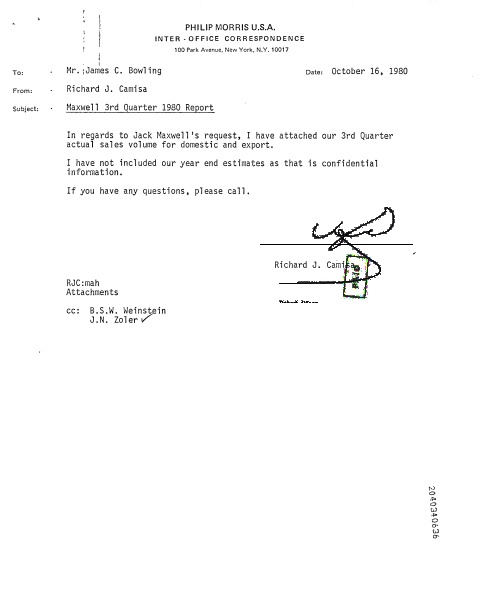 PHILIP MORRIS U.S.A.
INTER - OFFICE CORRESPONDENCE
100 Park Avenue, New York, N.Y. 10017
To: Mr. James C. Bowling Date: October 16, 1980
From: Richard J. Camisa
Subject: Maxwell 3rd Quarter 1980 Report
In regards to Jack Maxwell's request, I have attached our 3rd Quarter
actual sales volume for domestic and export.
I have not included our year end estimates as that is confidential
information.
If you have any questions, please call.
Richard J. Camisa
RJC:mah
Attachments
cc: B.S.W. Weinstein
J.N. Zoler
2040340636